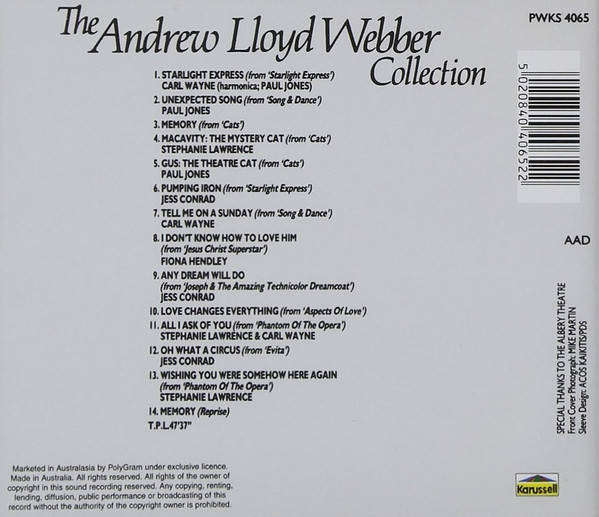 The Andrew Lloyd Webber
Collection
PWKS 4065
5 020840 406522
AAD
1. STARLIGHT EXPRESS (from 'Starlight Express')
CARL WAYNE (harmonica; PAUL JONES)
2. UNEXPECTED SONG (from 'Song & Dance')
PAUL JONES
3. MEMORY (from 'Cats')
4. MACAVITY: THE MYSTERY CAT (from 'Cats')
STEPHANIE LAWRENCE
5. GUS: THE THEATRE CAT (from 'Cats')
PAUL JONES
6. PUMPING IRON (from 'Starlight Express')
JESS CONRAD
7. TELL ME ON A SUNDAY (from 'Song & Dance')
CARL WAYNE
8. I DON'T KNOW HOW TO LOVE HIM
(from 'Jesus Christ Superstar')
FIONA HENDLEY
9. ANY DREAM WILL DO
(from 'Joseph & The Amazing Technicolor Dreamcoat')
JESS CONRAD
10. LOVE CHANGES EVERYTHING (from 'Aspects Of Love')
11. ALL I ASK OF YOU (from 'Phantom Of The Opera')
STEPHANIE LAWRENCE & CARL WAYNE
12. OH WHAT A CIRCUS (from 'Evita')
JESS CONRAD
13. WISHING YOU WERE SOMEHOW HERE AGAIN
(from 'Phantom Of The Opera')
STEPHANIE LAWRENCE
14. MEMORY (Reprise)
T.P.L.47'37"
SPECIAL THANKS TO THE ALBERY THEATRE
Front Cover Photograph: MIKE MARTIN
Sleeve Design: ACOS KAIKITIS/PDS
Marketed in Australasia by PolyGram under exclusive licence.
Made in Australia. All rights reserved. All rights of the owner of
copyright in this sound recording reserved. Any copying, renting,
lending, diffusion, public performance or broadcasting of this
record without the authority of the copyright owner is prohibited.
Karussell